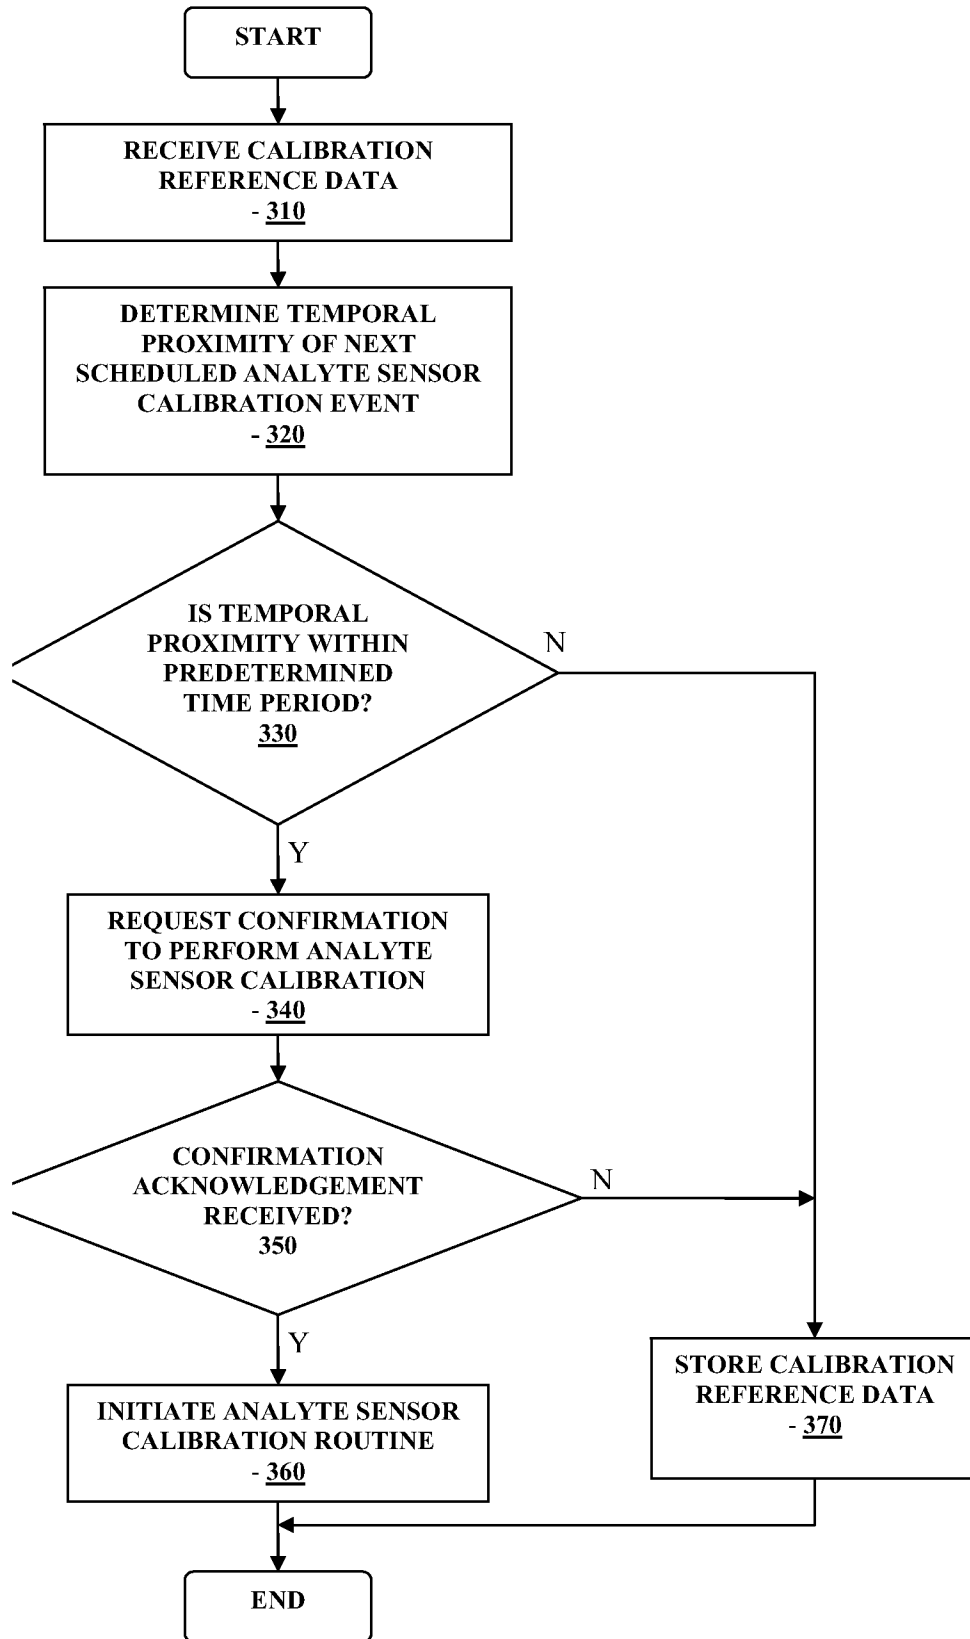 START
RECEIVE CALIBRATION
REFERENCE DATA
- 310
DETERMINE TEMPORAL
PROXIMITY OF NEXT
SCHEDULED ANALYTE SENSOR
CALIBRATION EVENT
- 320
IS TEMPORAL
PROXIMITY WITHIN
PREDETERMINED
TIME PERIOD?
330
N
Y
REQUEST CONFIRMATION
TO PERFORM ANALYTE
SENSOR CALIBRATION
- 340
CONFIRMATION
ACKNOWLEDGEMENT
RECEIVED?
350
N
Y
INITIATE ANALYTE SENSOR
CALIBRATION ROUTINE
- 360
STORE CALIBRATION
REFERENCE DATA
- 370
END